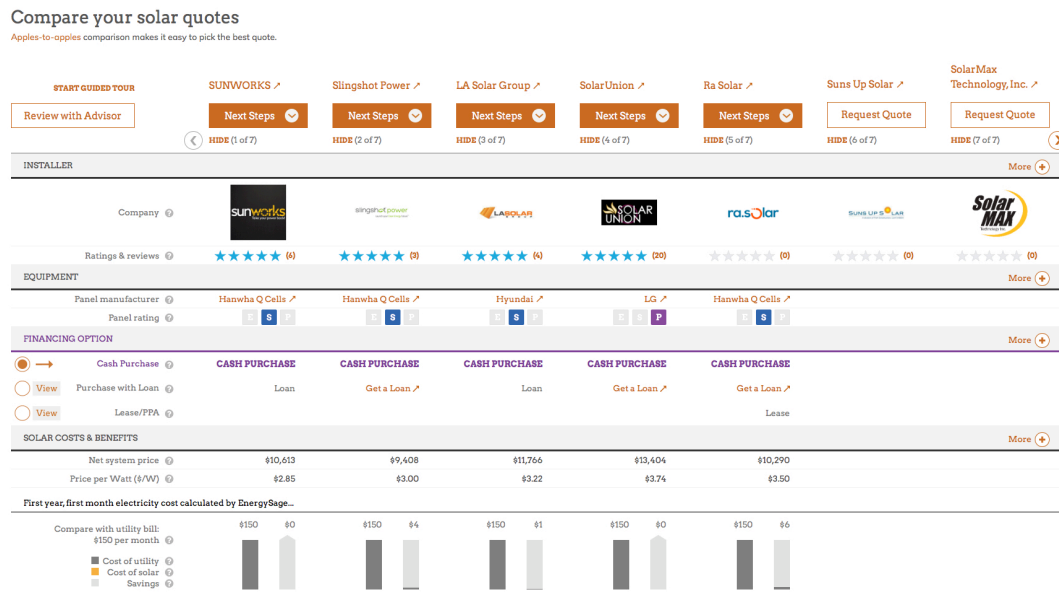 Compare your solar quotes
Apples-to-apples comparison makes it easy to pick the best quote.
START GUIDED TOUR
Review with Advisor
SUNWORKS ↗ Slingshot Power ↗ LA Solar Group ↗ SolarUnion ↗ Ra Solar ↗ Suns Up Solar ↗ SolarMax Technology, Inc. ↗
Next Steps Next Steps Next Steps Next Steps Next Steps Request Quote Request Quote
HIDE (1 of 7) HIDE (2 of 7) HIDE (3 of 7) HIDE (4 of 7) HIDE (5 of 7) HIDE (6 of 7) HIDE (7 of 7)
INSTALLER More
Company sunworks slingshot power LASOLAR SOLAR UNION ra.solar SUNS UP SOLAR Solar MAX
Ratings & reviews (6) (3) (4) (20) (0) (0) (0)
EQUIPMENT More
Panel manufacturer Hanwha Q Cells ↗ Hanwha Q Cells ↗ Hyundai ↗ LG ↗ Hanwha Q Cells ↗
Panel rating E S P E S P E S P E S P E S P
FINANCING OPTION More
Cash Purchase CASH PURCHASE CASH PURCHASE CASH PURCHASE CASH PURCHASE CASH PURCHASE
View Purchase with Loan Loan Get a Loan ↗ Loan Get a Loan ↗ Get a Loan ↗
View Lease/PPA Lease
SOLAR COSTS & BENEFITS More
Net system price $10,613 $9,408 $11,766 $13,404 $10,290
Price per Watt ($/W) $2.85 $3.00 $3.22 $3.74 $3.50
First year, first month electricity cost calculated by EnergySage...
Compare with utility bill: $150 $0 $150 $4 $150 $1 $150 $0 $150 $6
$150 per month
Cost of utility
Cost of solar
Savings